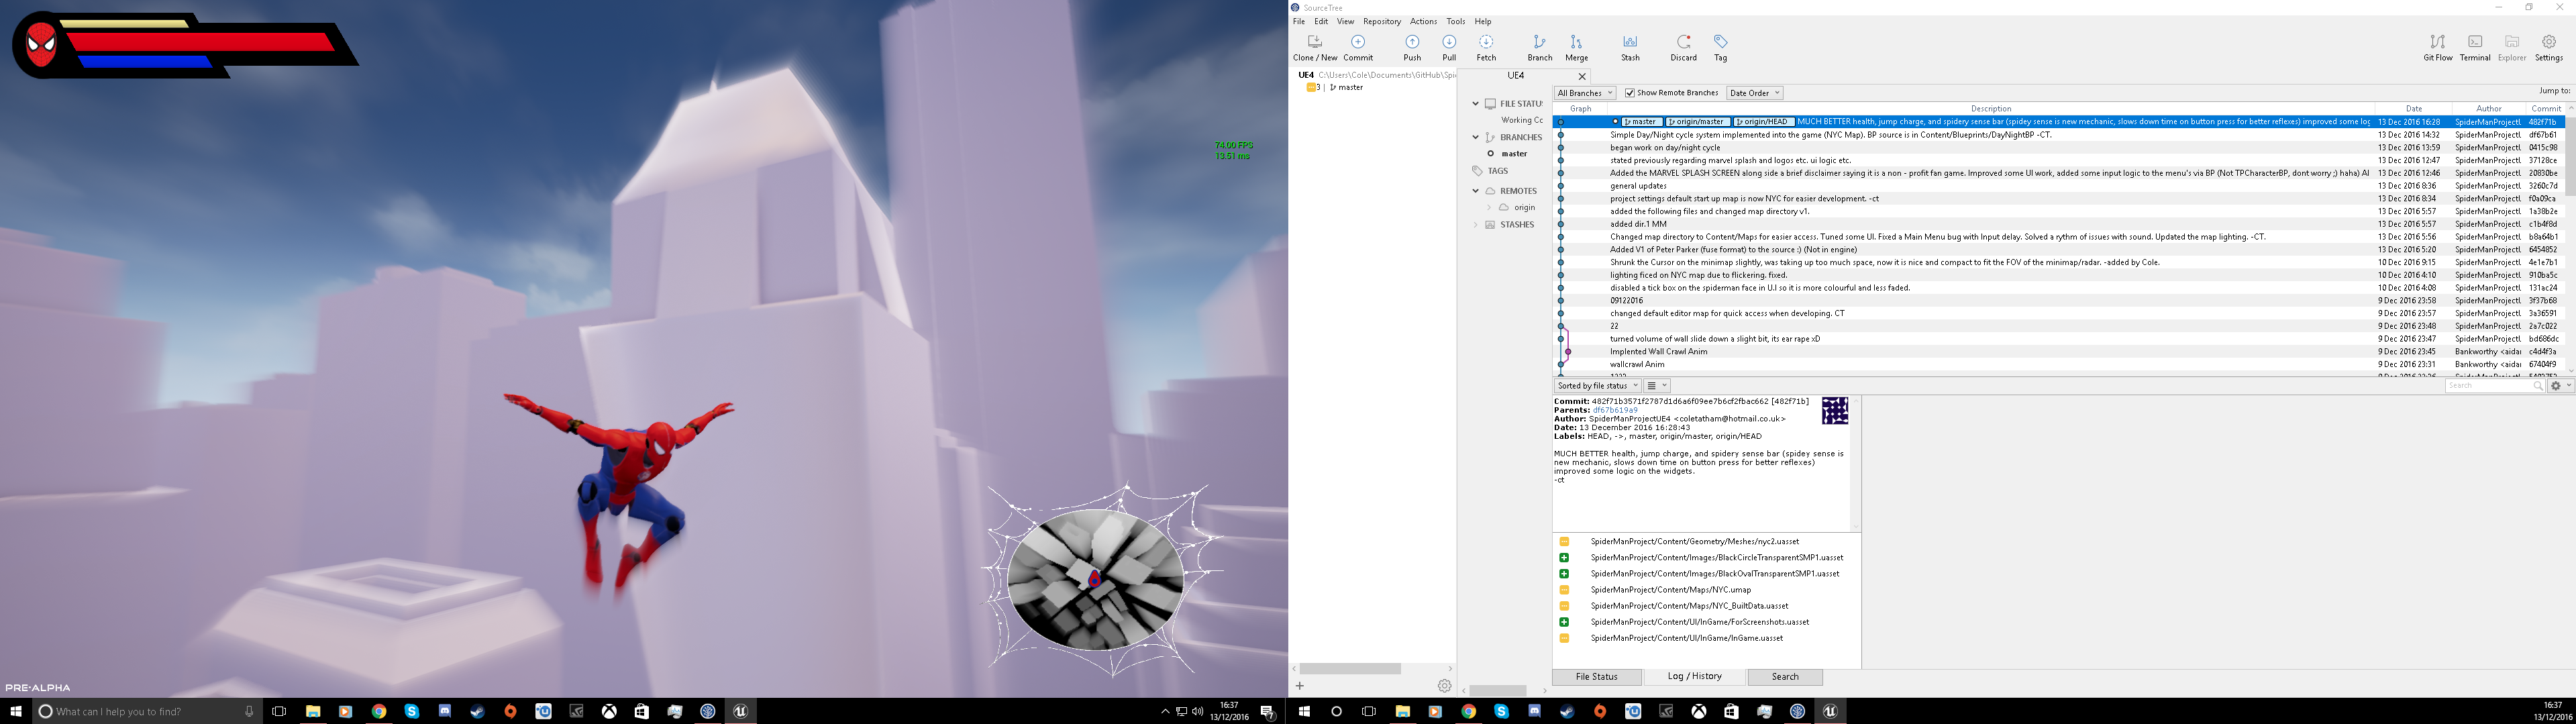 74.00 FPS
13.51 ms
PRE-ALPHA
What can I help you to find?
16:37
13/12/2016
SourceTree
File Edit View Repository Actions Tools Help
Clone / New Commit Push Pull Fetch Branch Merge Stash Discard Tag Git Flow Terminal Explorer Settings
UE4 C:\Users\Cole\Documents\GitHub\Spi
3 | master
UE4
FILE STATU
Working Cc
BRANCHES
master
TAGS
REMOTES
origin
STASHES
All Branches Show Remote Branches Date Order Jump to:
Graph Description Date Author Commit
master origin/master origin/HEAD MUCH BETTER health, jump charge, and spidery sense bar (spidey sense is new mechanic, slows down time on button press for better reflexes) improved some log 13 Dec 2016 16:28 SpiderManProjectl 482f71b
Simple Day/Night cycle system implemented into the game (NYC Map). BP source is in Content/Blueprints/DayNightBP -CT. 13 Dec 2016 14:32 SpiderManProjectl df67b61
began work on day/night cycle 13 Dec 2016 13:59 SpiderManProjectl 0415c98
stated previously regarding marvel splash and logos etc. ui logic etc. 13 Dec 2016 12:47 SpiderManProjectl 37128ce
Added the MARVEL SPLASH SCREEN along side a brief disclaimer saying it is a non - profit fan game. Improved some UI work, added some input logic to the menu's via BP (Not TPCharacterBP, dont worry ;) haha) Al 13 Dec 2016 12:46 SpiderManProjectl 20830be
general updates 13 Dec 2016 8:36 SpiderManProjectl 3260c7d
project settings default start up map is now NYC for easier development. -ct 13 Dec 2016 8:34 SpiderManProjectl f0a09ca
added the following files and changed map directory v1. 13 Dec 2016 5:57 SpiderManProjectl 1a38b2e
added dir.1 MM 13 Dec 2016 5:57 SpiderManProjectl c1b4f8d
Changed map directory to Content/Maps for easier access. Tuned some UI. Fixed a Main Menu bug with Input delay. Solved a rythm of issues with sound. Updated the map lighting. -CT. 13 Dec 2016 5:56 SpiderManProjectl b8a64b1
Added V1 of Peter Parker (fuse format) to the source :) (Not in engine) 13 Dec 2016 5:20 SpiderManProjectl 6454852
Shrunk the Cursor on the minimap slightly, was taking up too much space, now it is nice and compact to fit the FOV of the minimap/radar. -added by Cole. 10 Dec 2016 9:15 SpiderManProjectl 4e1e7b1
lighting ficed on NYC map due to flickering. fixed. 10 Dec 2016 4:10 SpiderManProjectl 910ba5c
disabled a tick box on the spiderman face in U.I so it is more colourful and less faded. 10 Dec 2016 4:08 SpiderManProjectl 131ac24
09122016 9 Dec 2016 23:58 SpiderManProjectl 3f37b68
changed default editor map for quick access when developing. CT 9 Dec 2016 23:57 SpiderManProjectl 3a36591
22 9 Dec 2016 23:48 SpiderManProjectl 2a7c022
turned volume of wall slide down a slight bit, its ear rape xD 9 Dec 2016 23:47 SpiderManProjectl bd686dc
Implented Wall Crawl Anim 9 Dec 2016 23:45 Bankworthy <aidai c4d4f3a
wallcrawl Anim 9 Dec 2016 23:31 Bankworthy <aidai 67404f9
Sorted by file status Search
Commit: 482f71b3571f2787d1d6a6f09ee7b6cf2fbac662 [482f71b]
Parents: df67b619a9
Author: SpiderManProjectUE4 <coletatham@hotmail.co.uk>
Date: 13 December 2016 16:28:43
Labels: HEAD, ->, master, origin/master, origin/HEAD
MUCH BETTER health, jump charge, and spidery sense bar (spidey sense is
new mechanic, slows down time on button press for better reflexes)
improved some logic on the widgets.
-ct
SpiderManProject/Content/Geometry/Meshes/nyc2.uasset
SpiderManProject/Content/Images/BlackCircleTransparentSMP1.uasset
SpiderManProject/Content/Images/BlackOvalTransparentSMP1.uasset
SpiderManProject/Content/Maps/NYC.umap
SpiderManProject/Content/Maps/NYC_BuiltData.uasset
SpiderManProject/Content/UI/InGame/ForScreenshots.uasset
SpiderManProject/Content/UI/InGame/InGame.uasset
File Status Log / History Search
16:37
13/12/2016